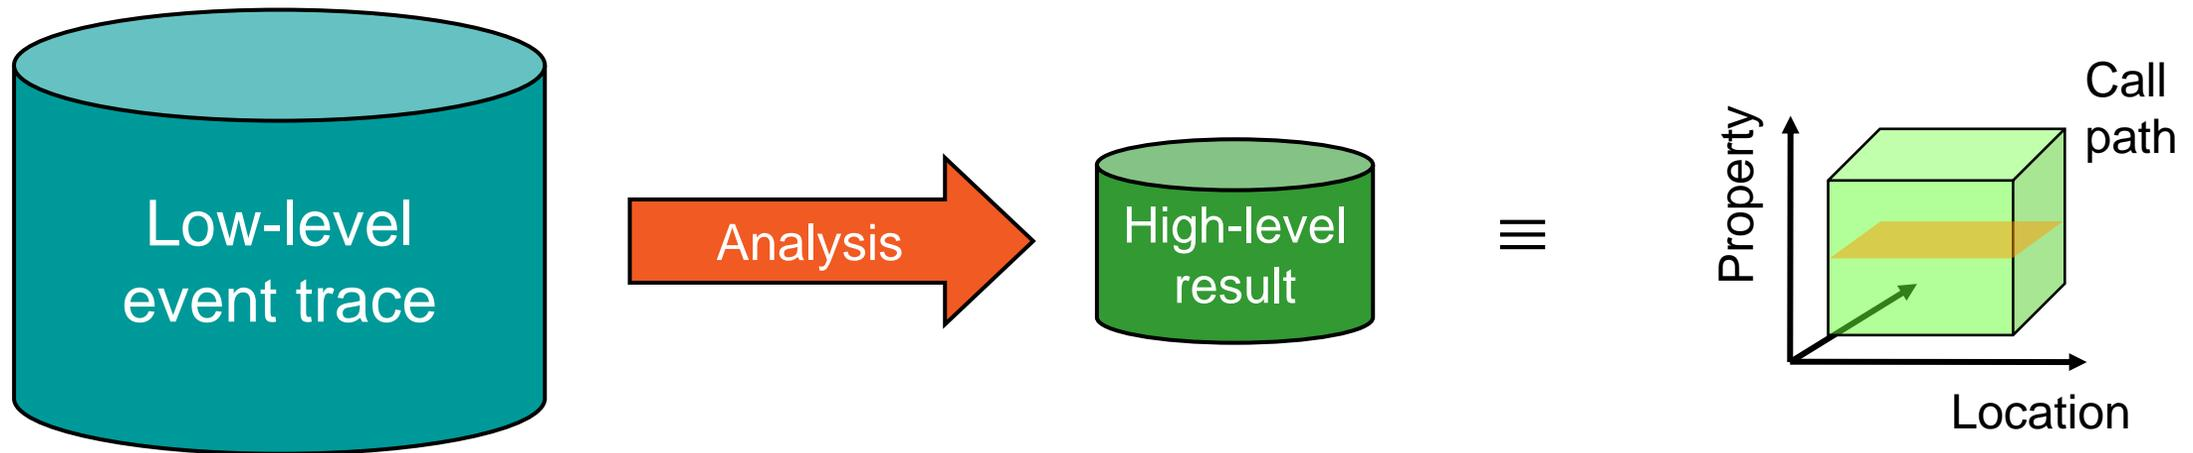 Low-level
event trace
Analysis
High-level
result
≡
Property
Call
path
Location